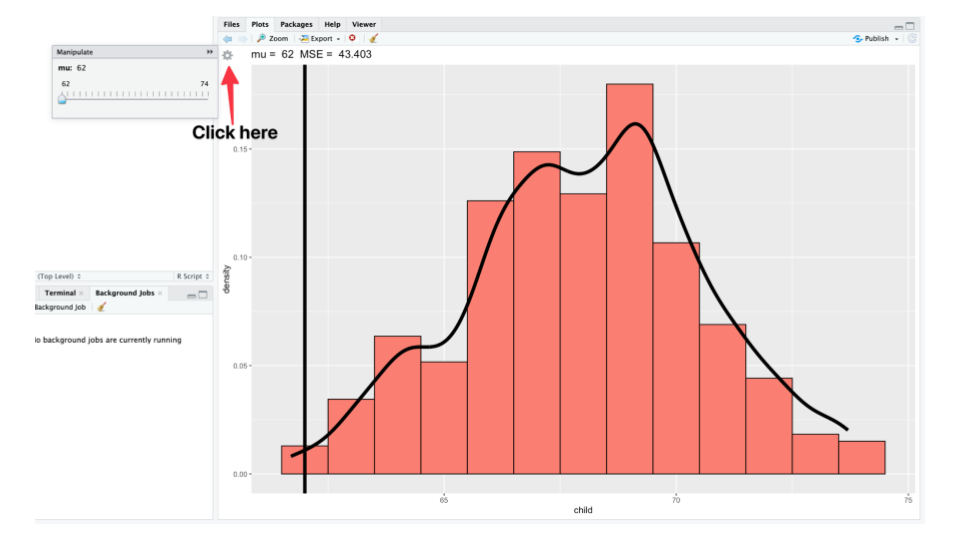 Files Plots Packages Help Viewer
Zoom Export Publish
Manipulate
mu: 62
62 74
mu = 62 MSE = 43.403
Click here
0.15
0.10
0.05
0.00
density
65 70 75
child
(Top Level) R Script
Terminal Background Jobs
Background Job
lo background jobs are currently running